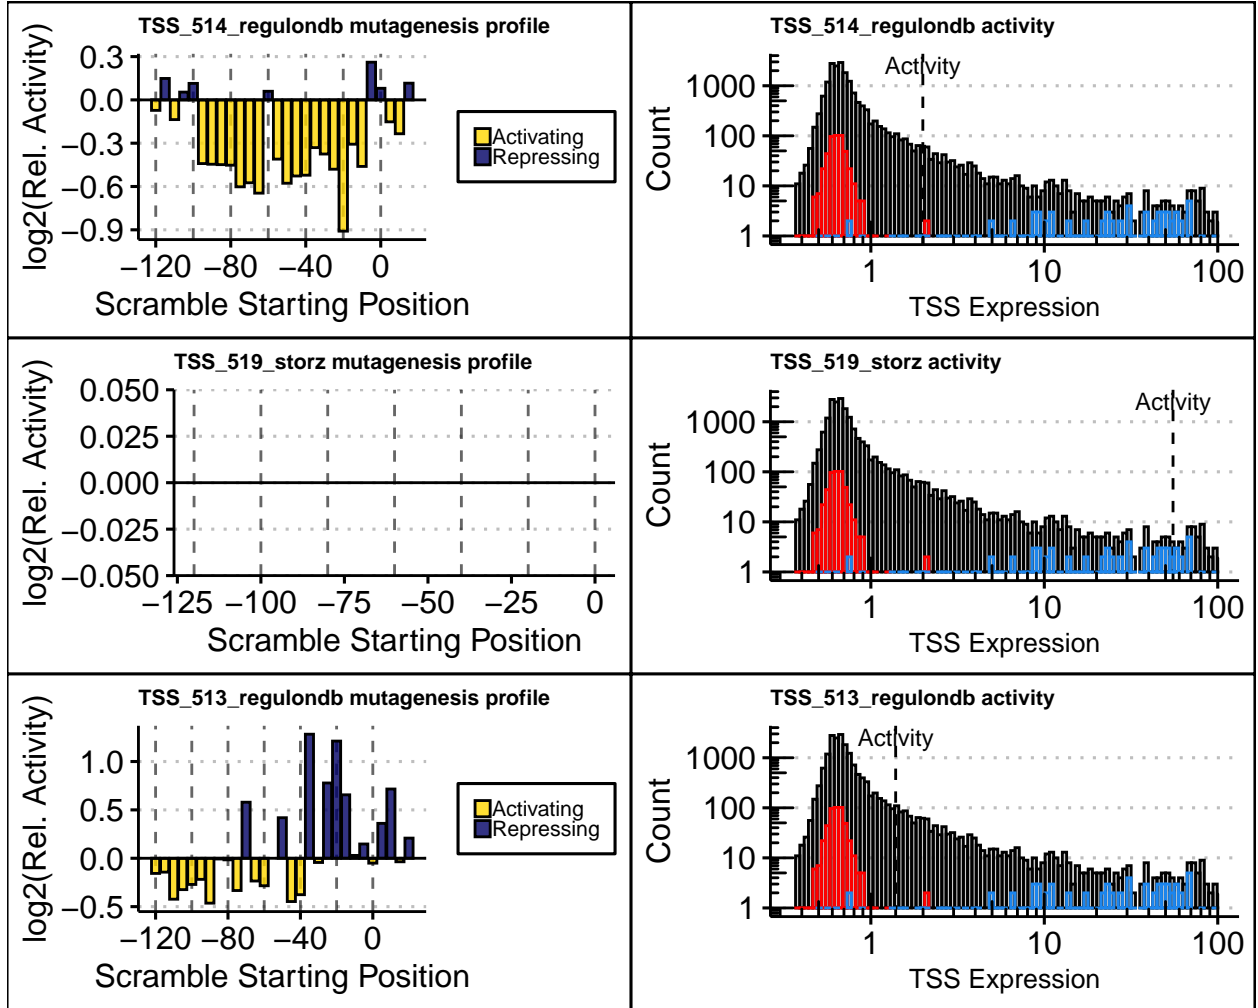 TSS_514_regulondb mutagenesis profile
log2(Rel. Activity)
0.3
0.0
−0.3
−0.6
−0.9
−120 −80 −40 0
Scramble Starting Position
Activating
Repressing
TSS_514_regulondb activity
Activity
Count
1000
100
10
1
1 10 100
TSS Expression
TSS_519_storz mutagenesis profile
log2(Rel. Activity)
0.050
0.025
0.000
−0.025
−0.050
−125 −100 −75 −50 −25 0
Scramble Starting Position
TSS_519_storz activity
Activity
Count
1000
100
10
1
1 10 100
TSS Expression
TSS_513_regulondb mutagenesis profile
log2(Rel. Activity)
1.0
0.5
0.0
−0.5
−120 −80 −40 0
Scramble Starting Position
Activating
Repressing
TSS_513_regulondb activity
Activity
Count
1000
100
10
1
1 10 100
TSS Expression